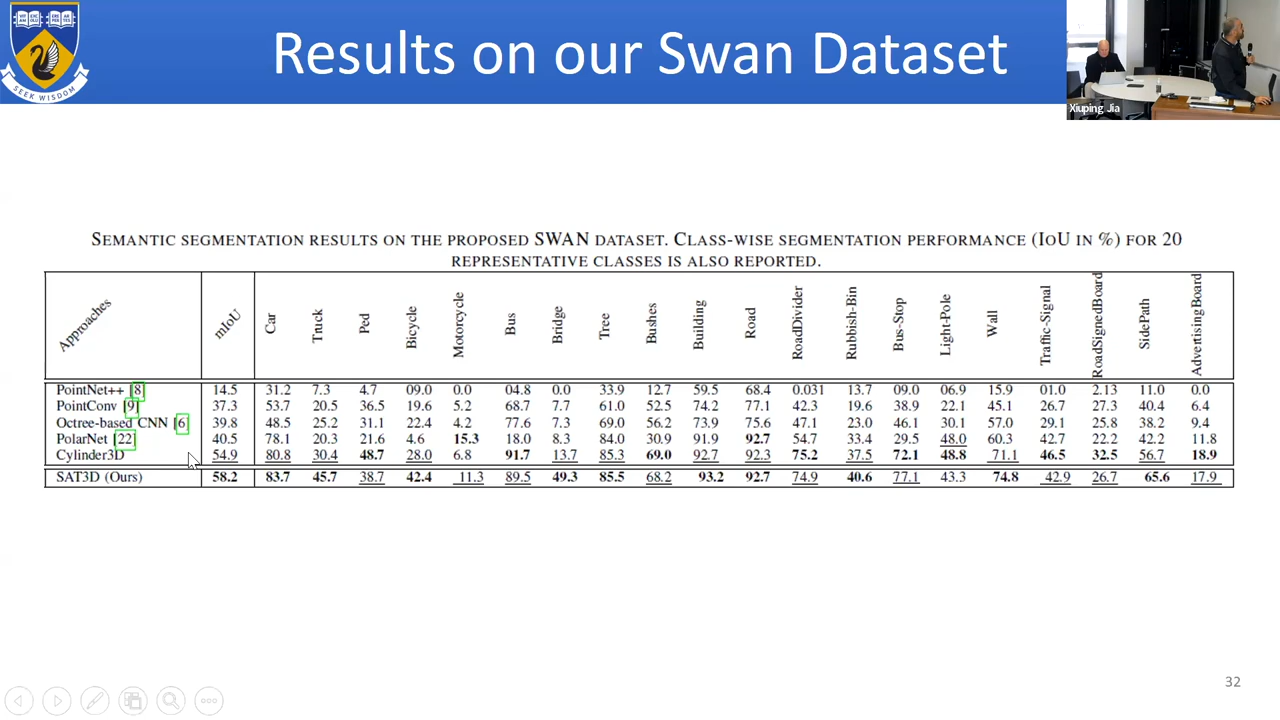 Results on our Swan Dataset
SEEK WISDOM
Xiuping Jia
SEMANTIC SEGMENTATION RESULTS ON THE PROPOSED SWAN DATASET. CLASS-WISE SEGMENTATION PERFORMANCE (IOU IN %) FOR 20
REPRESENTATIVE CLASSES IS ALSO REPORTED.
Approaches mIoU Car Truck Ped Bicycle Motorcycle Bus Bridge Tree Bushes Building Road RoadDivider Rubbish-Bin Bus-Stop Light-Pole Wall Traffic-Signal RoadSignedBoard SidePath AdvertisingBoard
PointNet++ [8] 14.5 31.2 7.3 4.7 09.0 0.0 04.8 0.0 33.9 12.7 59.5 68.4 0.031 13.7 09.0 06.9 15.9 01.0 2.13 11.0 0.0
PointConv [9] 37.3 53.7 20.5 36.5 19.6 5.2 68.7 7.7 61.0 52.5 74.2 77.1 42.3 19.6 38.9 22.1 45.1 26.7 27.3 40.4 6.4
Octree-based CNN [6] 39.8 48.5 25.2 31.1 22.4 4.2 77.6 7.3 69.0 56.2 73.9 75.6 47.1 23.0 46.1 30.1 57.0 29.1 25.8 38.2 9.4
PolarNet [22] 40.5 78.1 20.3 21.6 4.6 15.3 18.0 8.3 84.0 30.9 91.9 92.7 54.7 33.4 29.5 48.0 60.3 42.7 22.2 42.2 11.8
Cylinder3D 54.9 80.8 30.4 48.7 28.0 6.8 91.7 13.7 85.3 69.0 92.7 92.3 75.2 37.5 72.1 48.8 71.1 46.5 32.5 56.7 18.9
SAT3D (Ours) 58.2 83.7 45.7 38.7 42.4 11.3 89.5 49.3 85.5 68.2 93.2 92.7 74.9 40.6 77.1 43.3 74.8 42.9 26.7 65.6 17.9
32